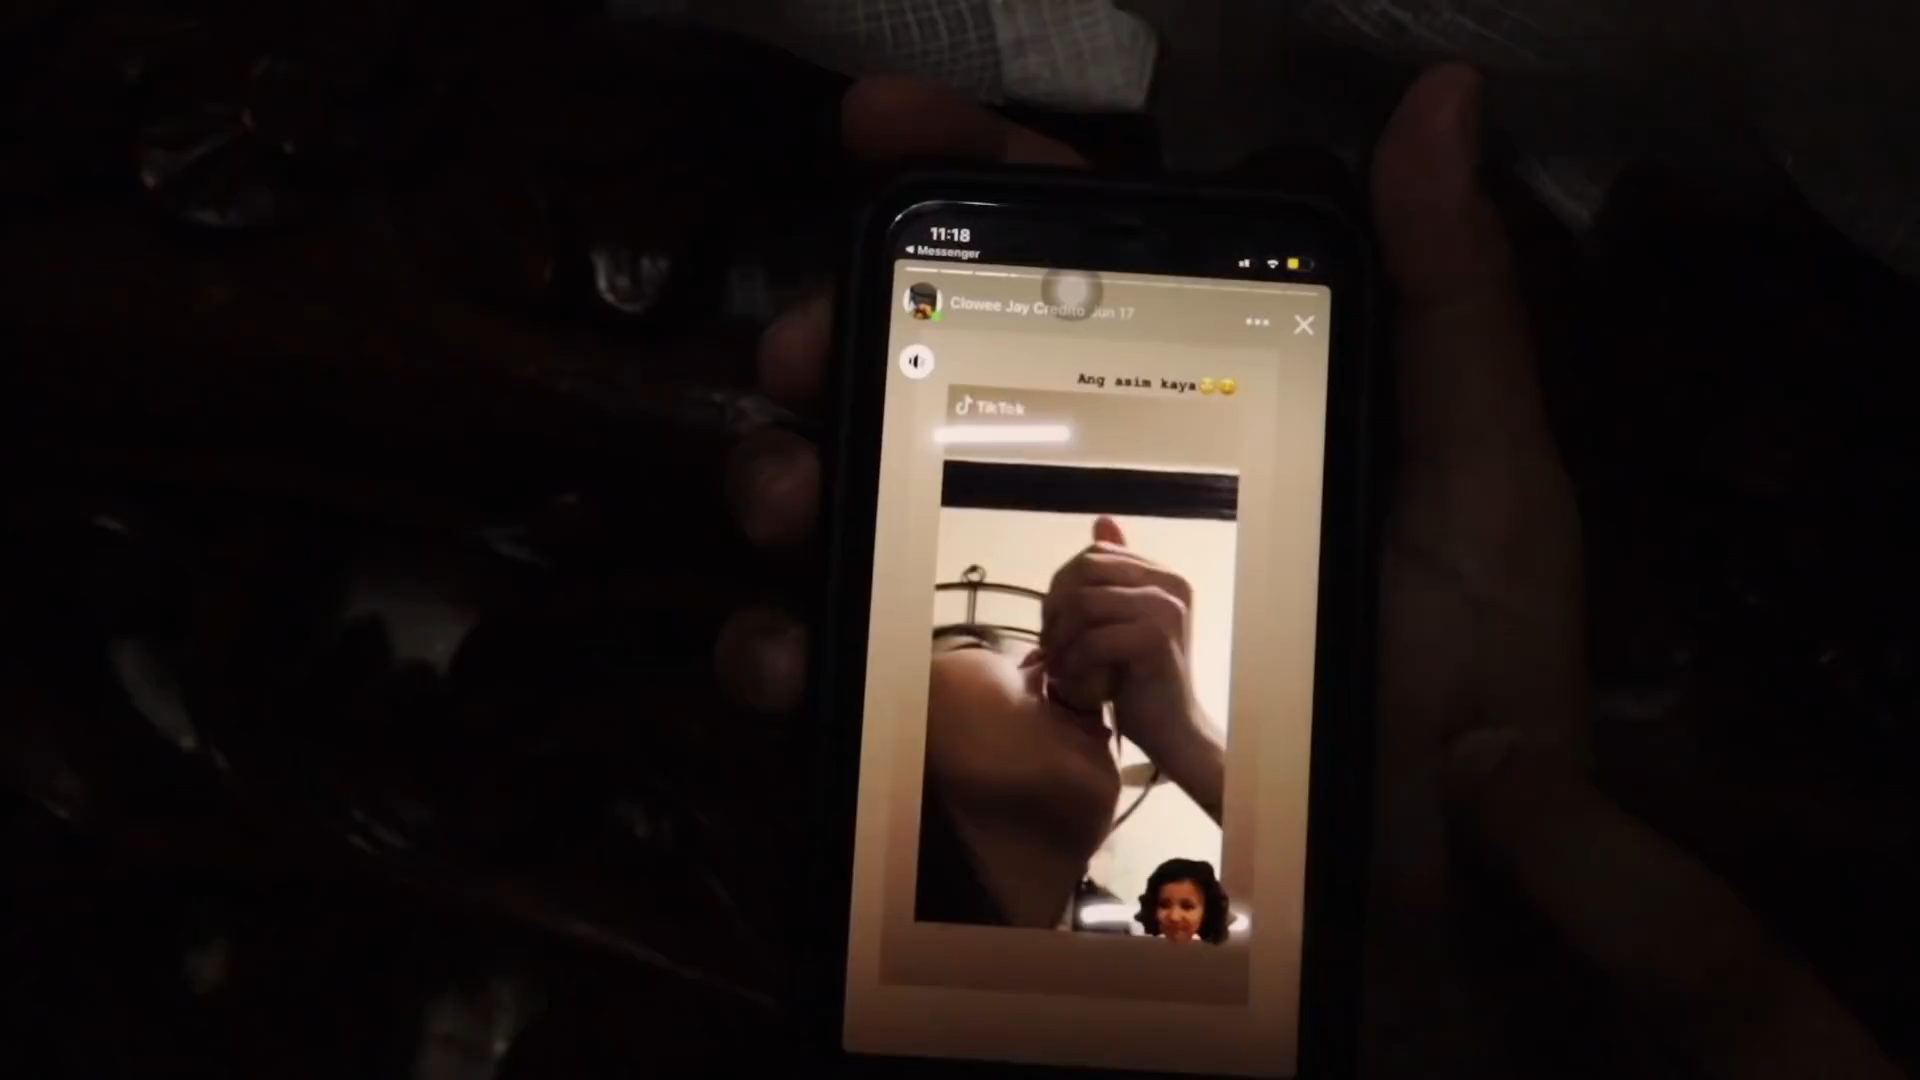 11:18
Messenger
Clowee Jay Credito Jun 17
Ang asim kaya
TikTok